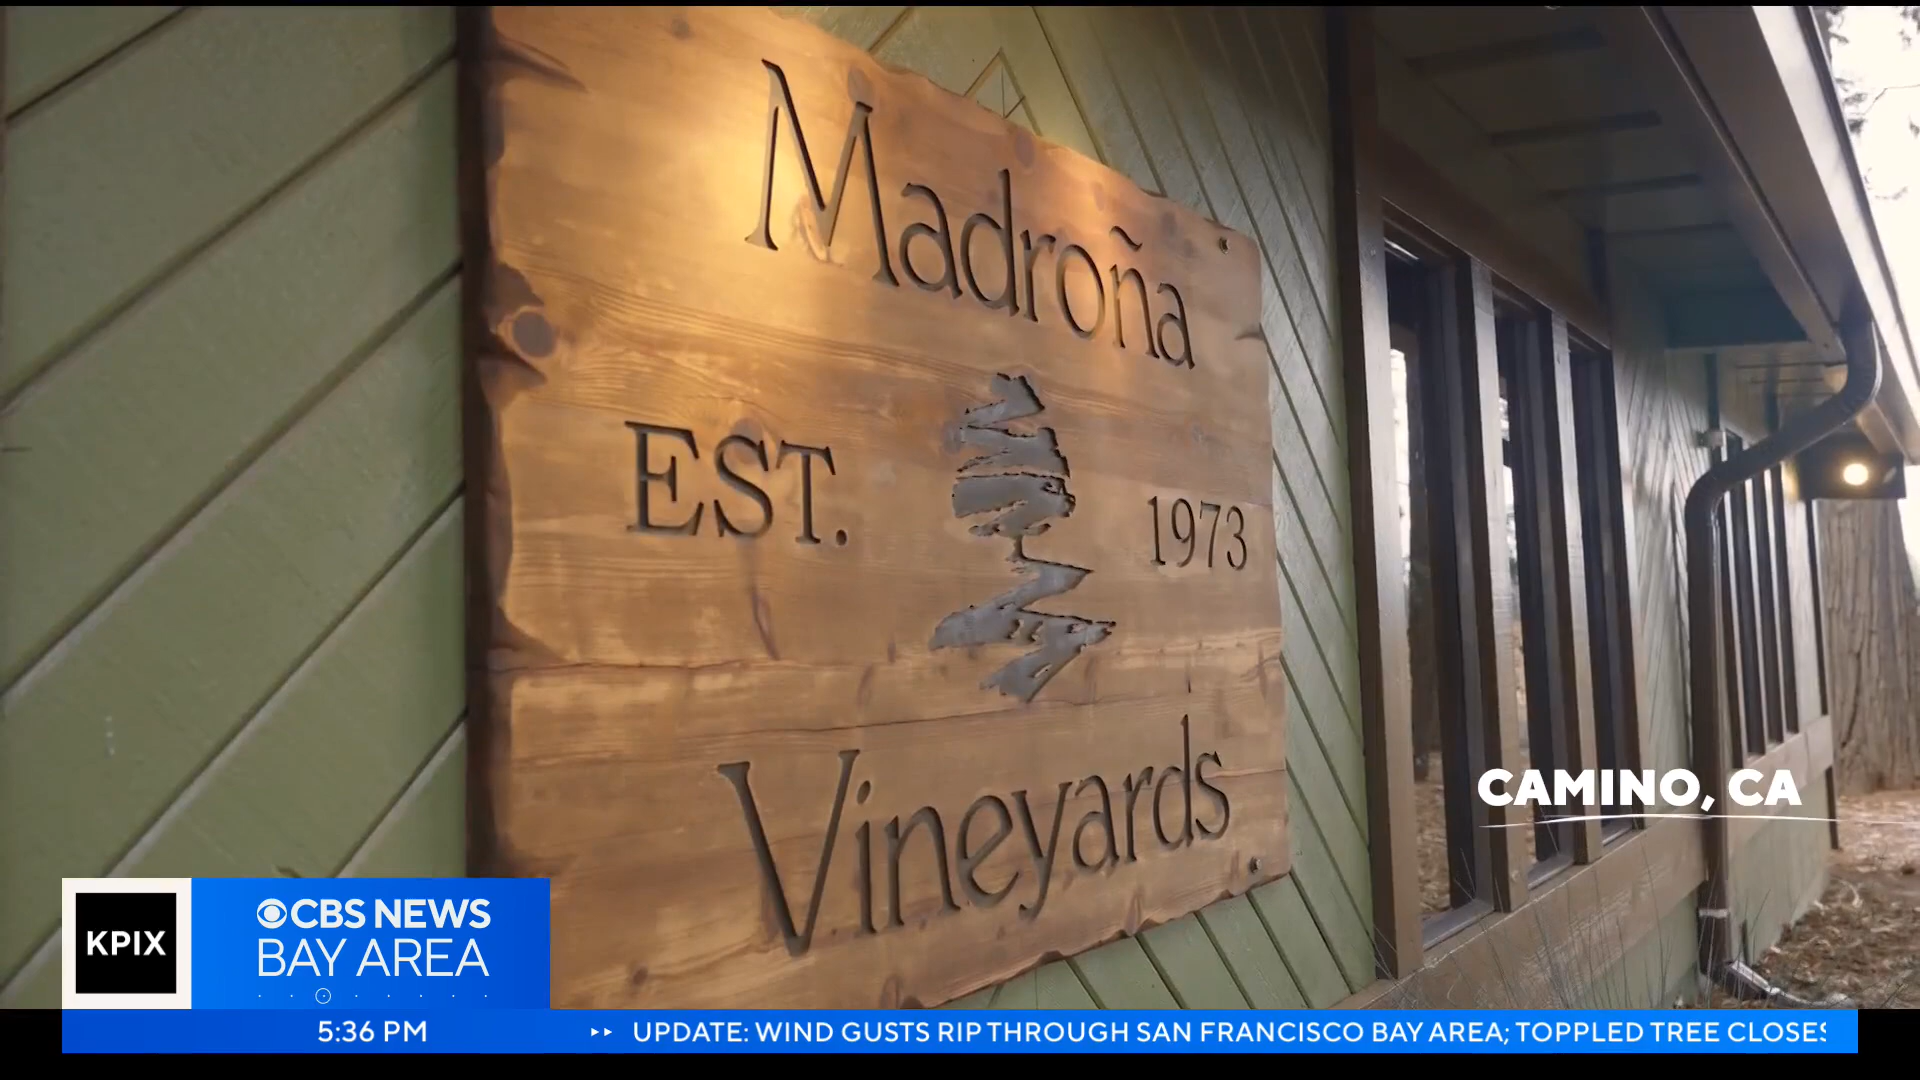 Madroña
EST. 1973
Vineyards
CAMINO, CA
KPIX
CBS NEWS
BAY AREA
5:36 PM
UPDATE: WIND GUSTS RIP THROUGH SAN FRANCISCO BAY AREA; TOPPLED TREE CLOSES